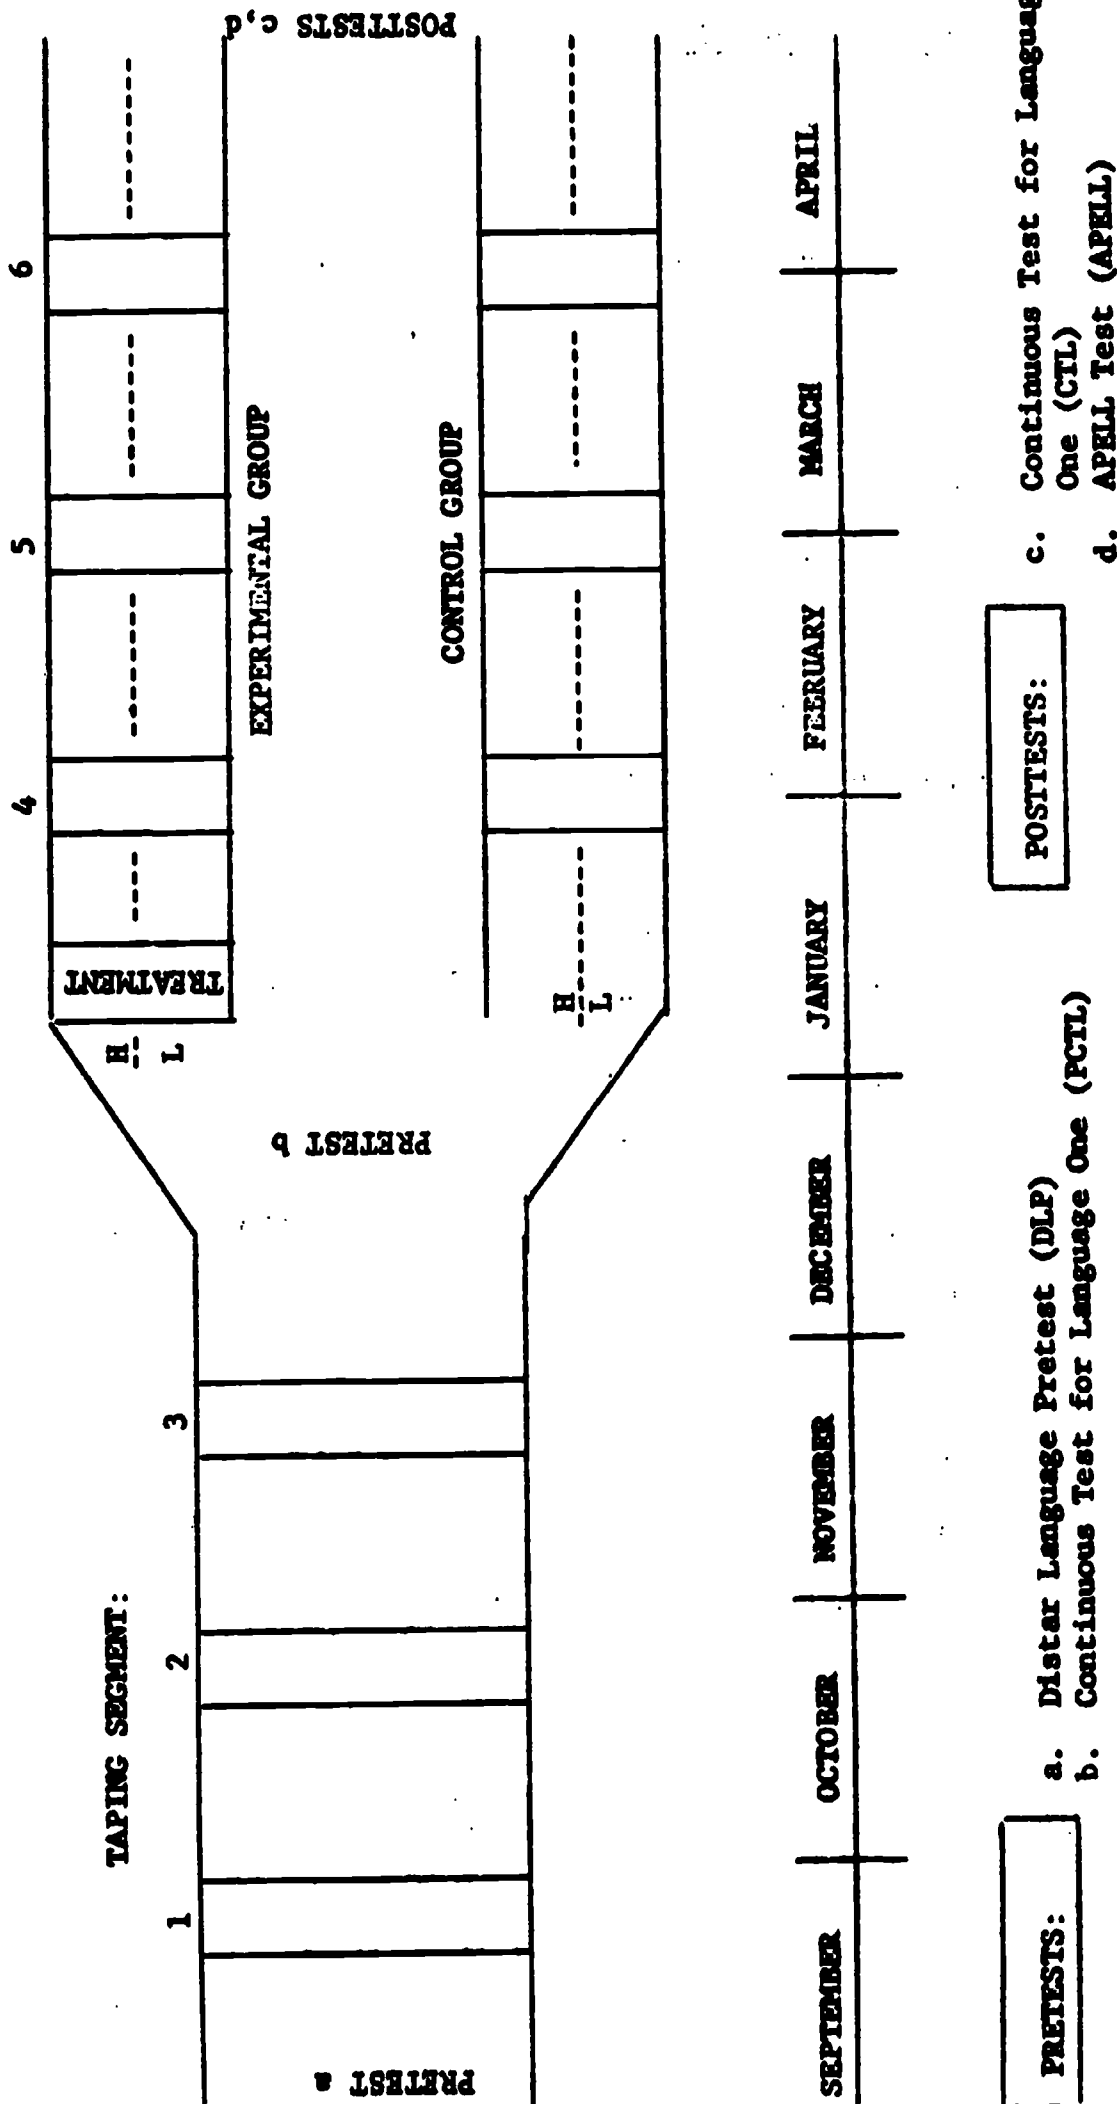 TAPING SEGMENT:
1 2 3 4 5 6
PRETEST a
PRETEST b
H
L
TREATMENT
EXPERIMENTAL GROUP
POSTTESTS c,d
CONTROL GROUP
H
L
SEPTEMBER OCTOBER NOVEMBER DECEMBER JANUARY FEBRUARY MARCH APRIL
PRETESTS:
a. Distar Language Pretest (DLP)
b. Continuous Test for Language One (PCTL)
POSTTESTS:
c. Continuous Test for Languag
One (CTL)
d. APELL Test (APELL)